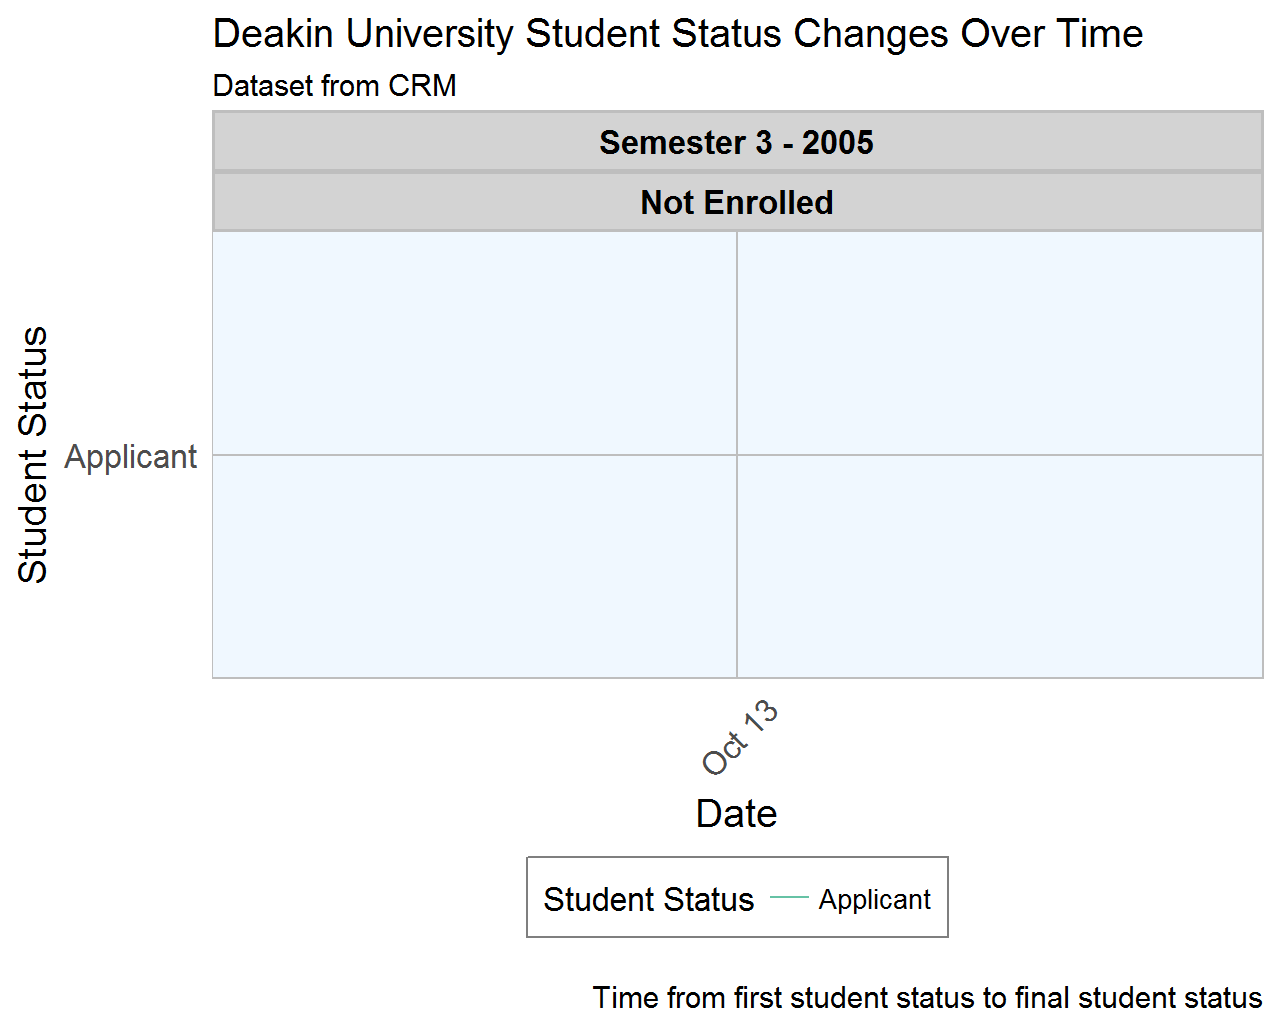 Deakin University Student Status Changes Over Time
Dataset from CRM
Semester 3 - 2005
Not Enrolled
Student Status
Applicant
Oct 13
Date
Student Status Applicant
Time from first student status to final student status